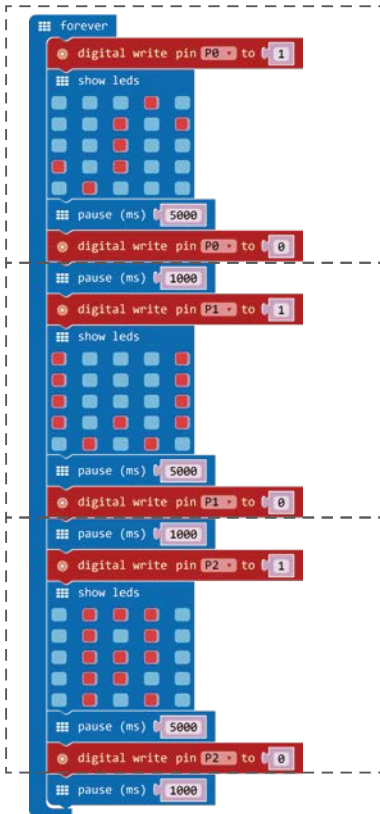 forever
digital write pin P0 to 1
show leds
pause (ms) 5000
digital write pin P0 to 0
pause (ms) 1000
digital write pin P1 to 1
show leds
pause (ms) 5000
digital write pin P1 to 0
pause (ms) 1000
digital write pin P2 to 1
show leds
pause (ms) 5000
digital write pin P2 to 0
pause (ms) 1000